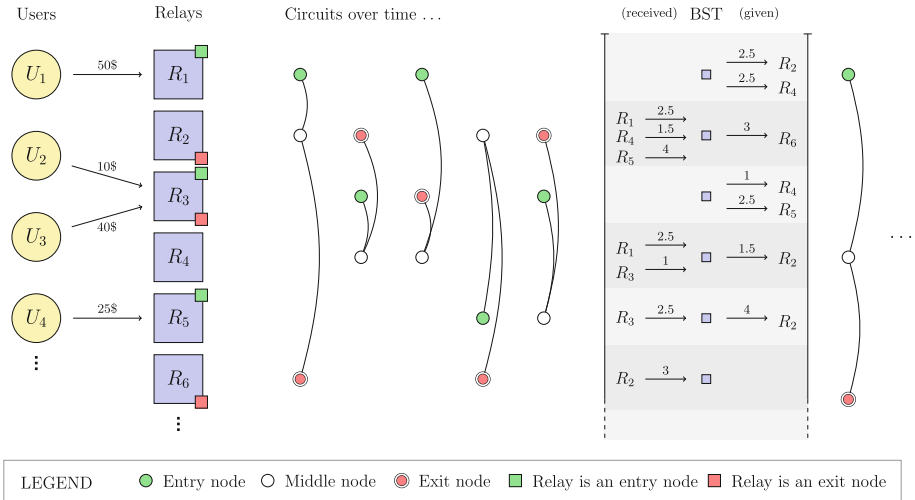 Users Relays Circuits over time ... (received) BST (given)
U1 50$ R1
R2
U2 10$
R3
U3 40$
R4
U4 25$ R5
⋮
R6
⋮
2.5 R2
2.5 R4
R1 2.5
R4 1.5 3 R6
R5 4
1 R4
2.5 R5
R1 2.5
1.5 R2
R3 1
R3 2.5 4 R2
R2 3
...
LEGEND Entry node Middle node Exit node Relay is an entry node Relay is an exit node